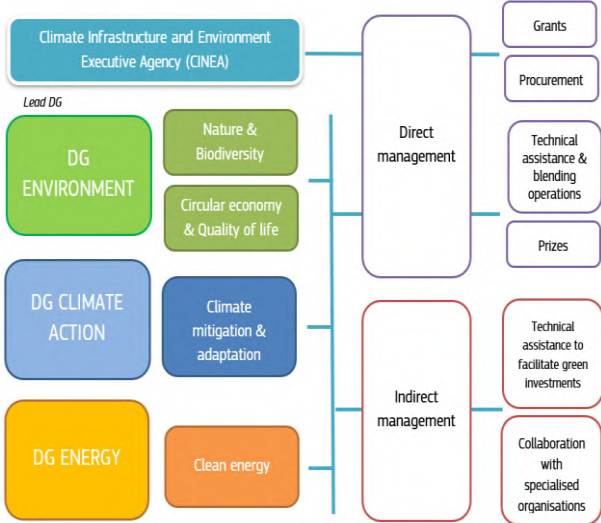 Climate Infrastructure and Environment
Executive Agency (CINEA)
Lead DG
DG
ENVIRONMENT
Nature &
Biodiversity
Circular economy
& Quality of life
DG CLIMATE
ACTION
Climate
mitigation &
adaptation
DG ENERGY
Clean energy
Direct
management
Grants
Procurement
Technical
assistance &
blending
operations
Prizes
Indirect
management
Technical
assistance to
facilitate green
investments
Collaboration
with
specialised
organisations